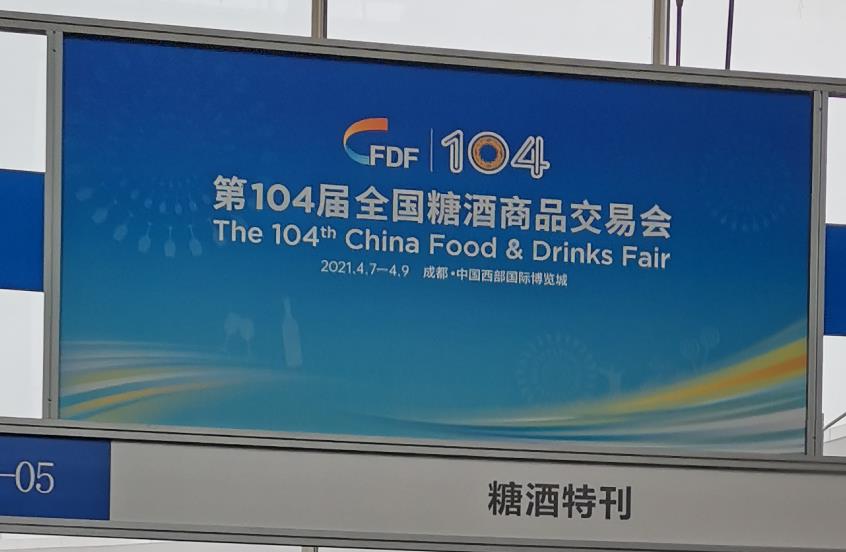 CFDF | 104
第104届全国糖酒商品交易会
The 104th China Food & Drinks Fair
2021.4.7—4.9 成都·中国西部国际博览城
-05
糖酒特刊